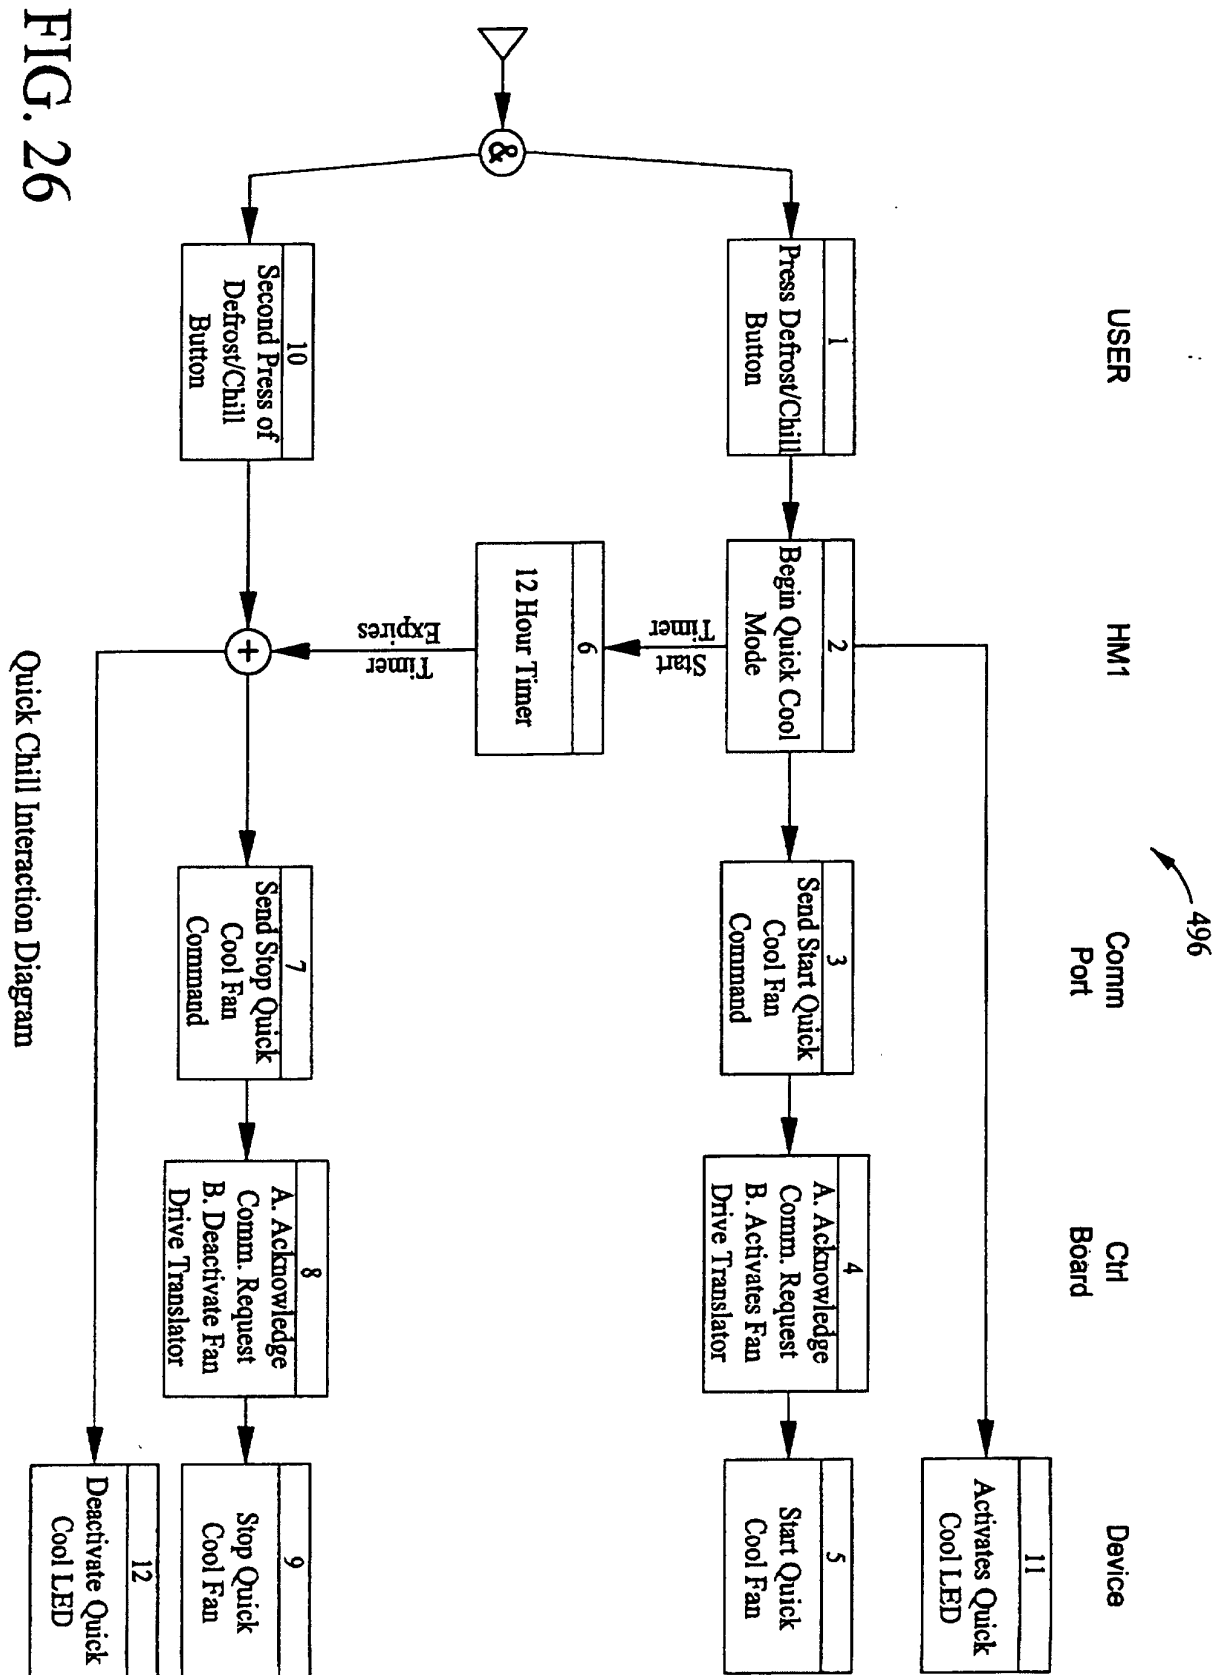 496
USER
HM1
Comm
Port
Ctrl
Board
Device
11
Activates Quick
Cool LED
1
Press Defrost/Chill
Button
2
Begin Quick Cool
Mode
3
Send Start Quick
Cool Fan
Command
4
A. Acknowledge
Comm. Request
B. Activates Fan
Drive Translator
5
Start Quick
Cool Fan
&
Start
Timer
6
12 Hour Timer
Timer
Expires
10
Second Press of
Defrost/Chill
Button
+
7
Send Stop Quick
Cool Fan
Command
8
A. Acknowledge
Comm. Request
B. Deactivate Fan
Drive Translator
9
Stop Quick
Cool Fan
12
Deactivate Quick
Cool LED
Quick Chill Interaction Diagram
FIG. 26